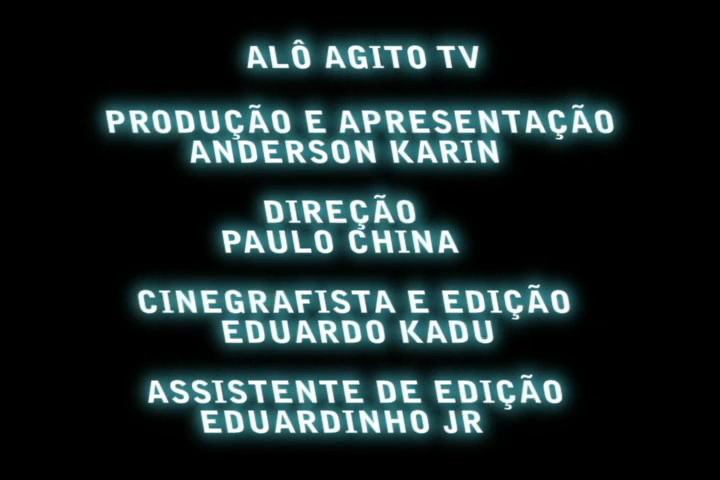 ALÔ AGITO TV
PRODUÇÃO E APRESENTAÇÃO
ANDERSON KARIN
DIREÇÃO
PAULO CHINA
CINEGRAFISTA E EDIÇÃO
EDUARDO KADU
ASSISTENTE DE EDIÇÃO
EDUARDINHO JR